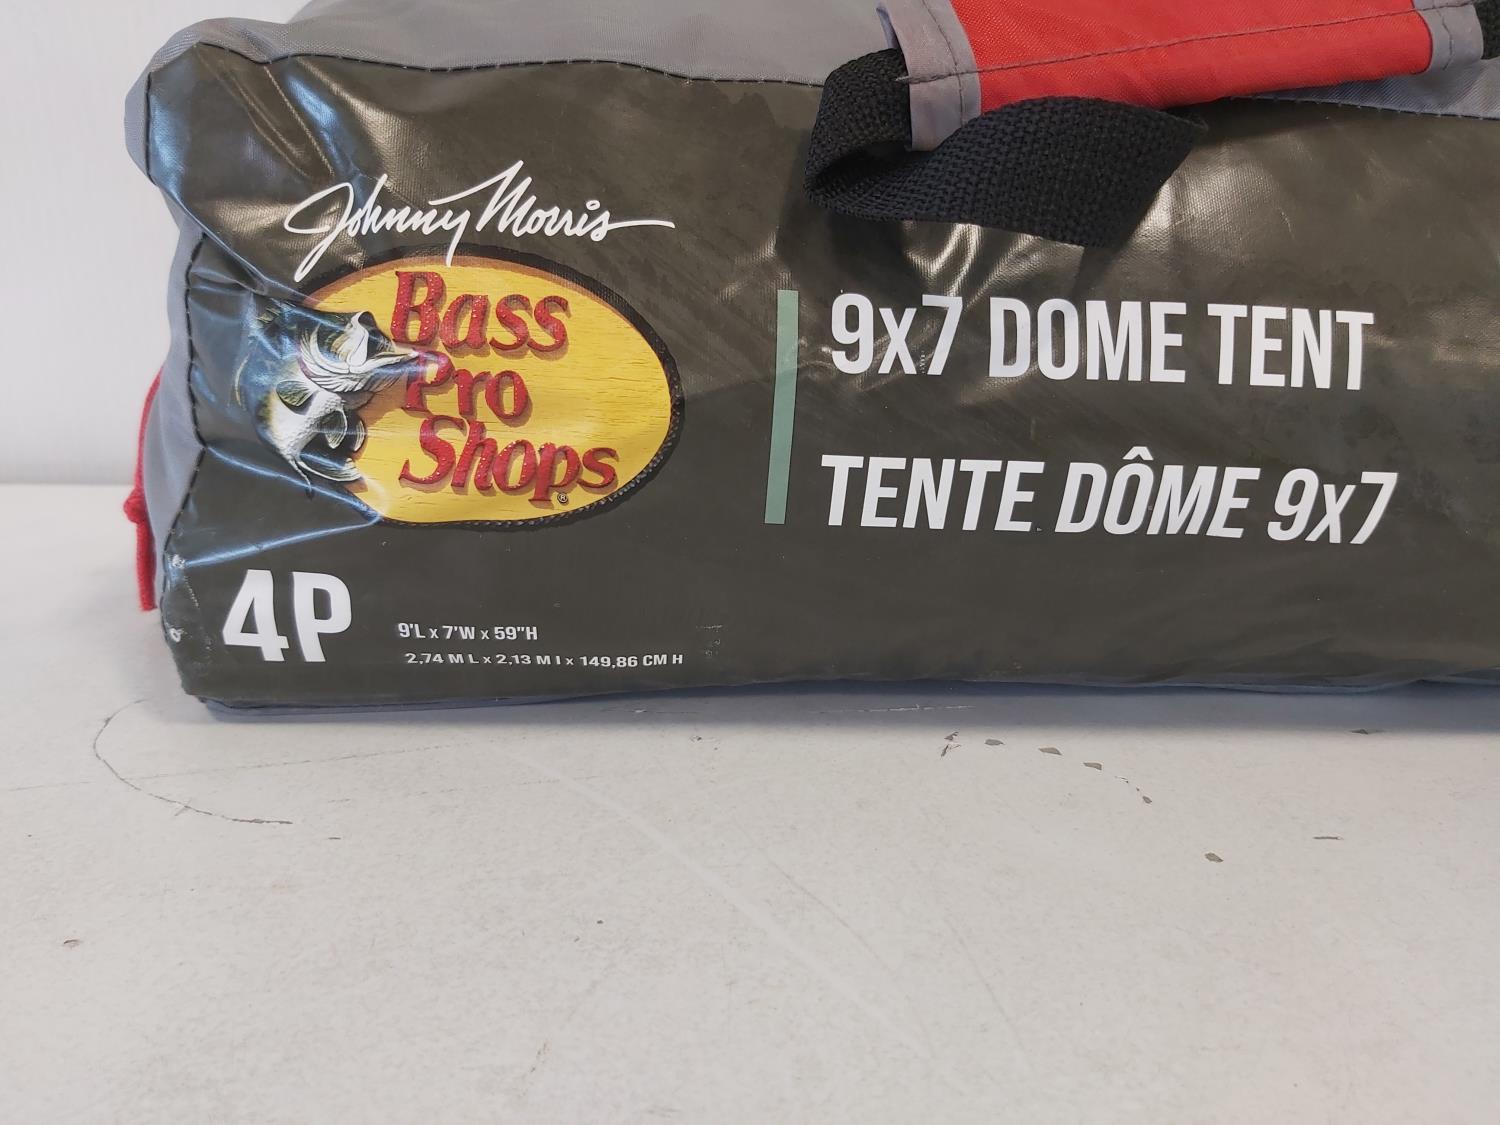 Johnny Morris
Bass
Pro
Shops®
9x7 DOME TENT
TENTE DÔME 9x7
4P
9'L x 7'W x 59"H
2,74 M L x 2,13 M l x 149,86 CM H